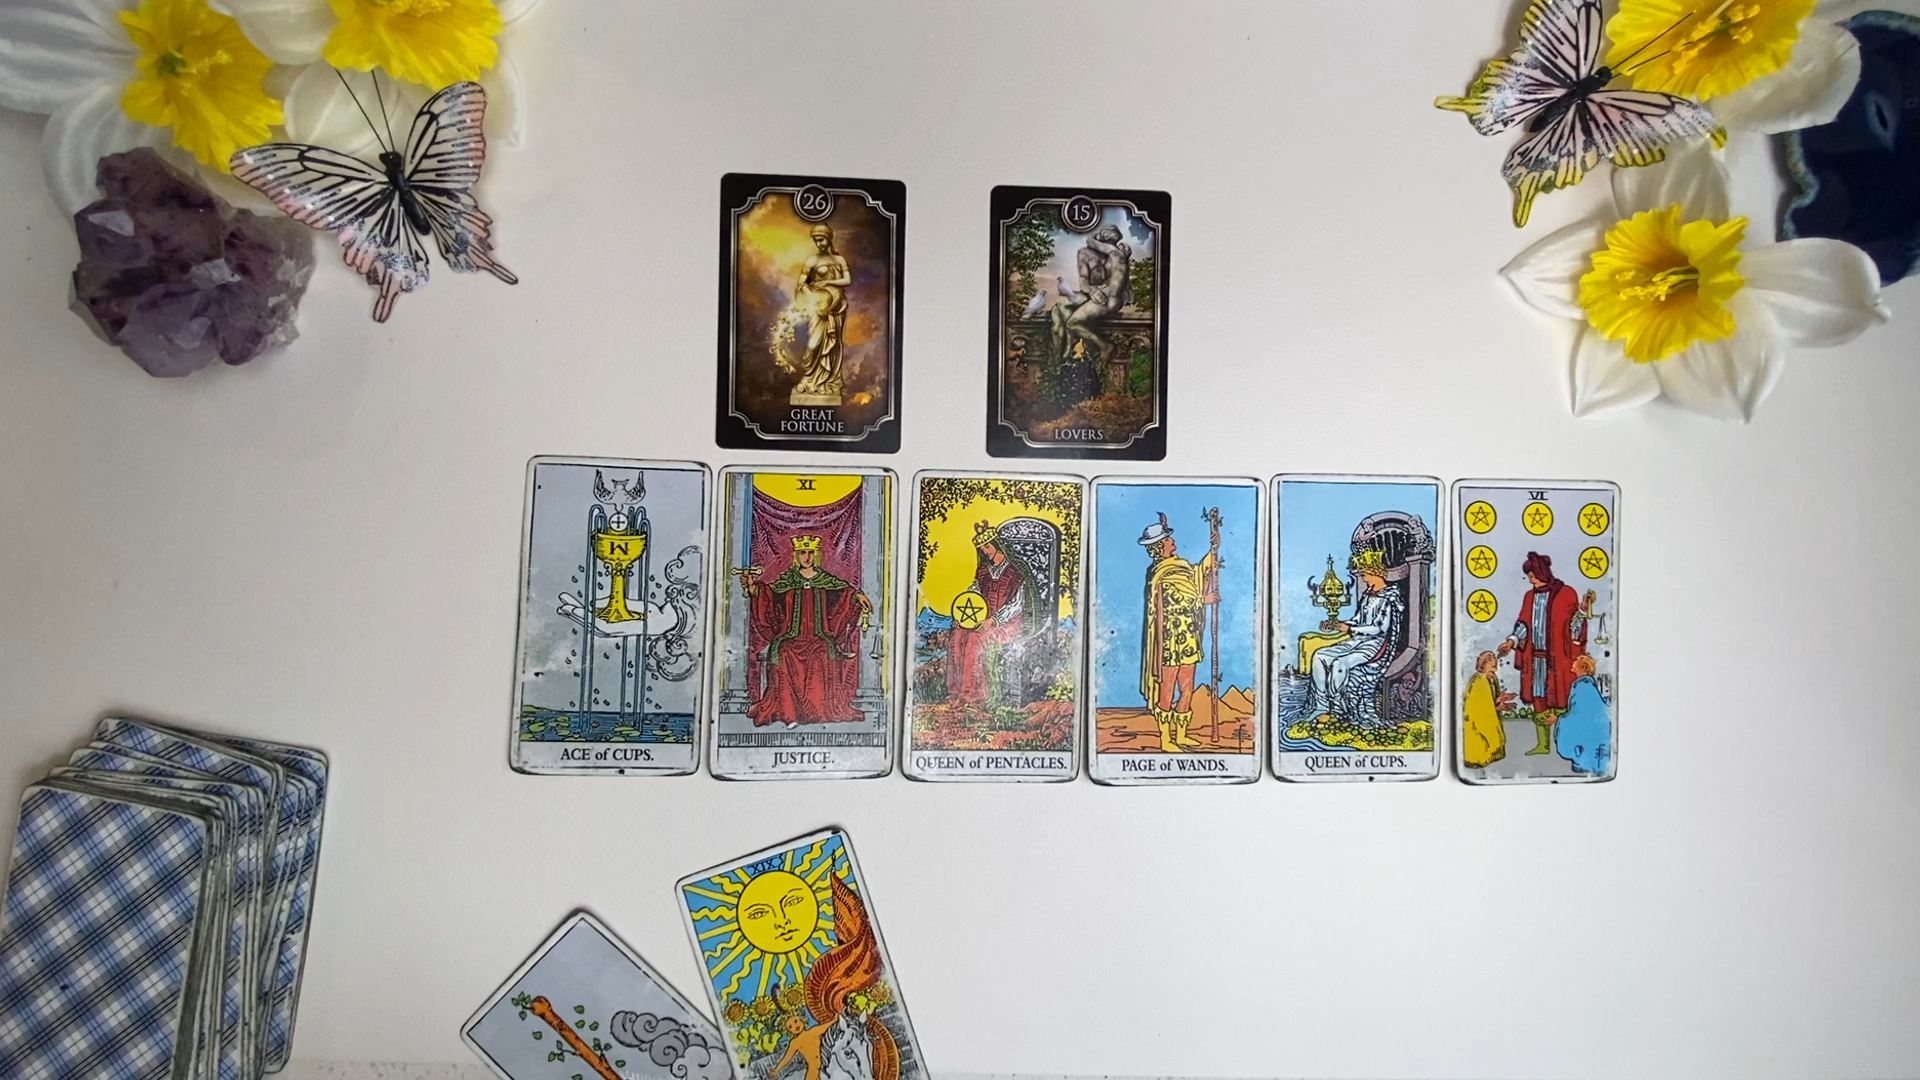 26
GREAT
FORTUNE
15
LOVERS
ACE of CUPS.
XI
JUSTICE.
QUEEN of PENTACLES.
PAGE of WANDS.
QUEEN of CUPS.
VI
XIX